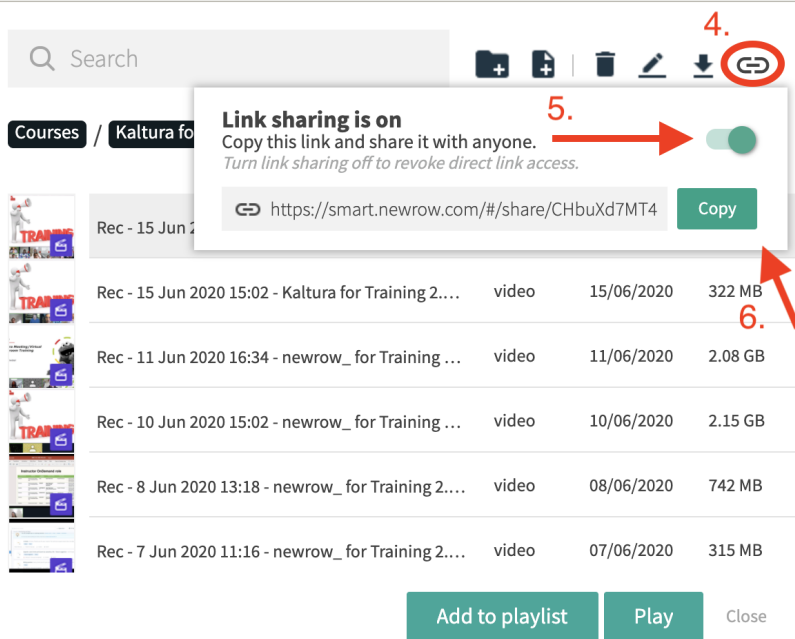 4.
Search
Link sharing is on
5.
Copy this link and share it with anyone.
Turn link sharing off to revoke direct link access.
Courses / Kaltura fo
https://smart.newrow.com/#/share/CHbuXd7MT4
Copy
Rec - 15 Jun 2
Rec - 15 Jun 2020 15:02 - Kaltura for Training 2.... video 15/06/2020 322 MB
6.
Rec - 11 Jun 2020 16:34 - newrow_ for Training ... video 11/06/2020 2.08 GB
Rec - 10 Jun 2020 15:02 - newrow_ for Training ... video 10/06/2020 2.15 GB
Rec - 8 Jun 2020 13:18 - newrow_ for Training 2.... video 08/06/2020 742 MB
Rec - 7 Jun 2020 11:16 - newrow_ for Training 2.... video 07/06/2020 315 MB
Add to playlist
Play
Close